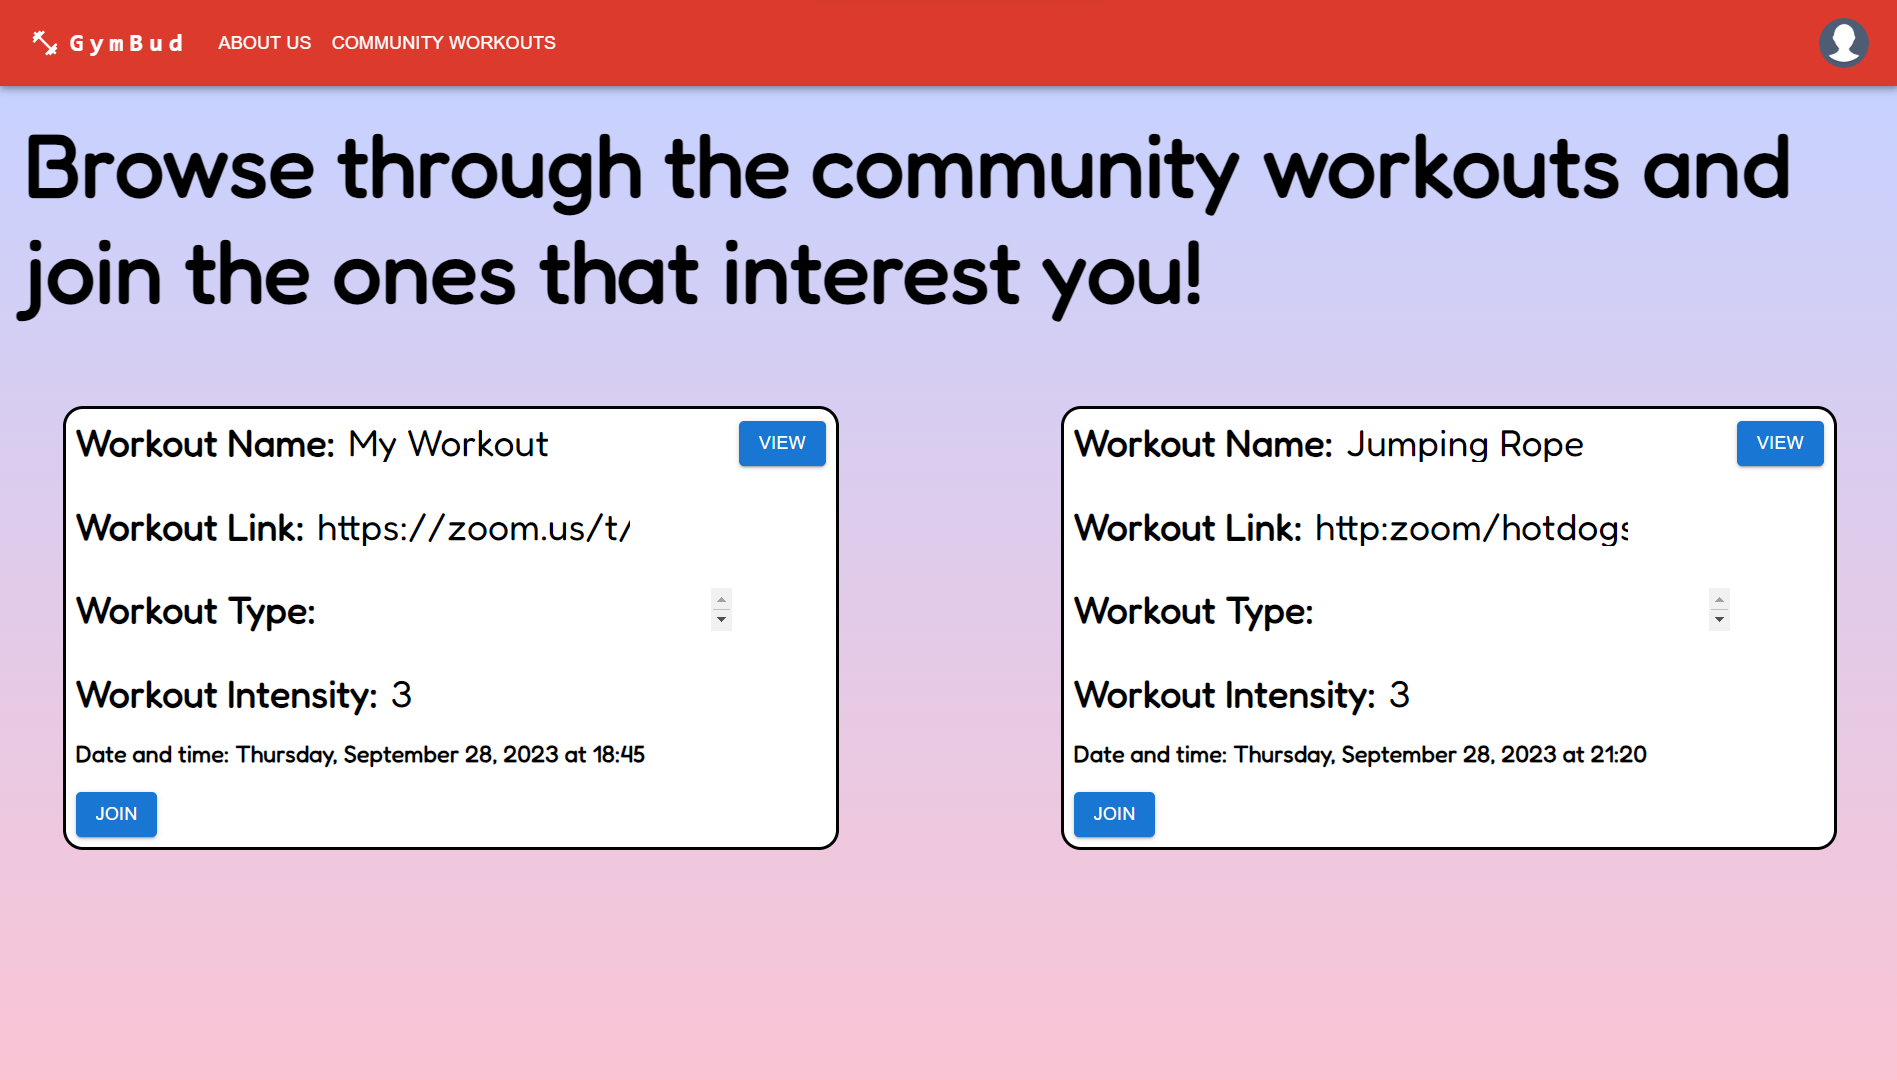 GymBud ABOUT US COMMUNITY WORKOUTS
Browse through the community workouts and
join the ones that interest you!
Workout Name: My Workout VIEW
Workout Link: https://zoom.us/t/
Workout Type:
Workout Intensity: 3
Date and time: Thursday, September 28, 2023 at 18:45
JOIN
Workout Name: Jumping Rope VIEW
Workout Link: http:zoom/hotdogs
Workout Type:
Workout Intensity: 3
Date and time: Thursday, September 28, 2023 at 21:20
JOIN